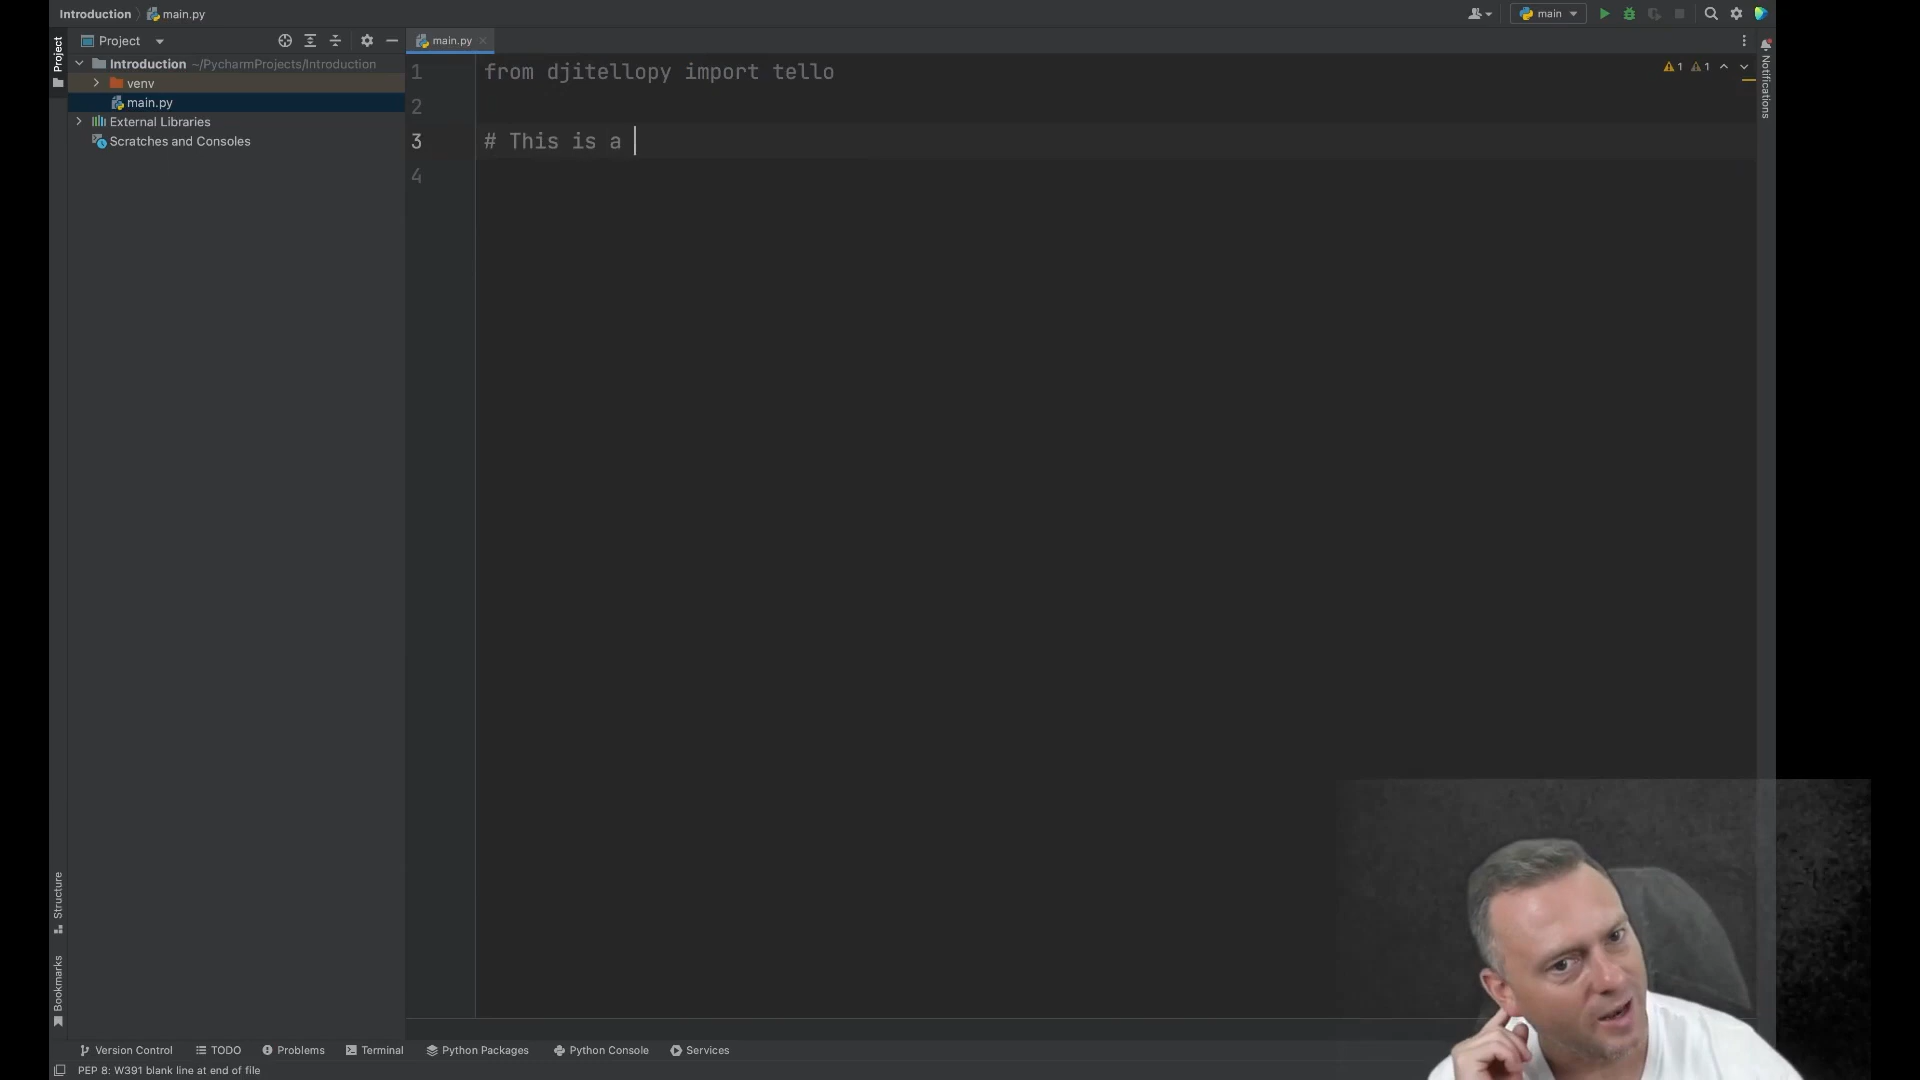 Introduction main.py
main
Project
main.py
Project
Introduction ~/PycharmProjects/Introduction
venv
main.py
External Libraries
Scratches and Consoles
1 from djitellopy import tello
2
3 # This is a
4
1 1
Notifications
Structure
Bookmarks
Version Control TODO Problems Terminal Python Packages Python Console Services
PEP 8: W391 blank line at end of file